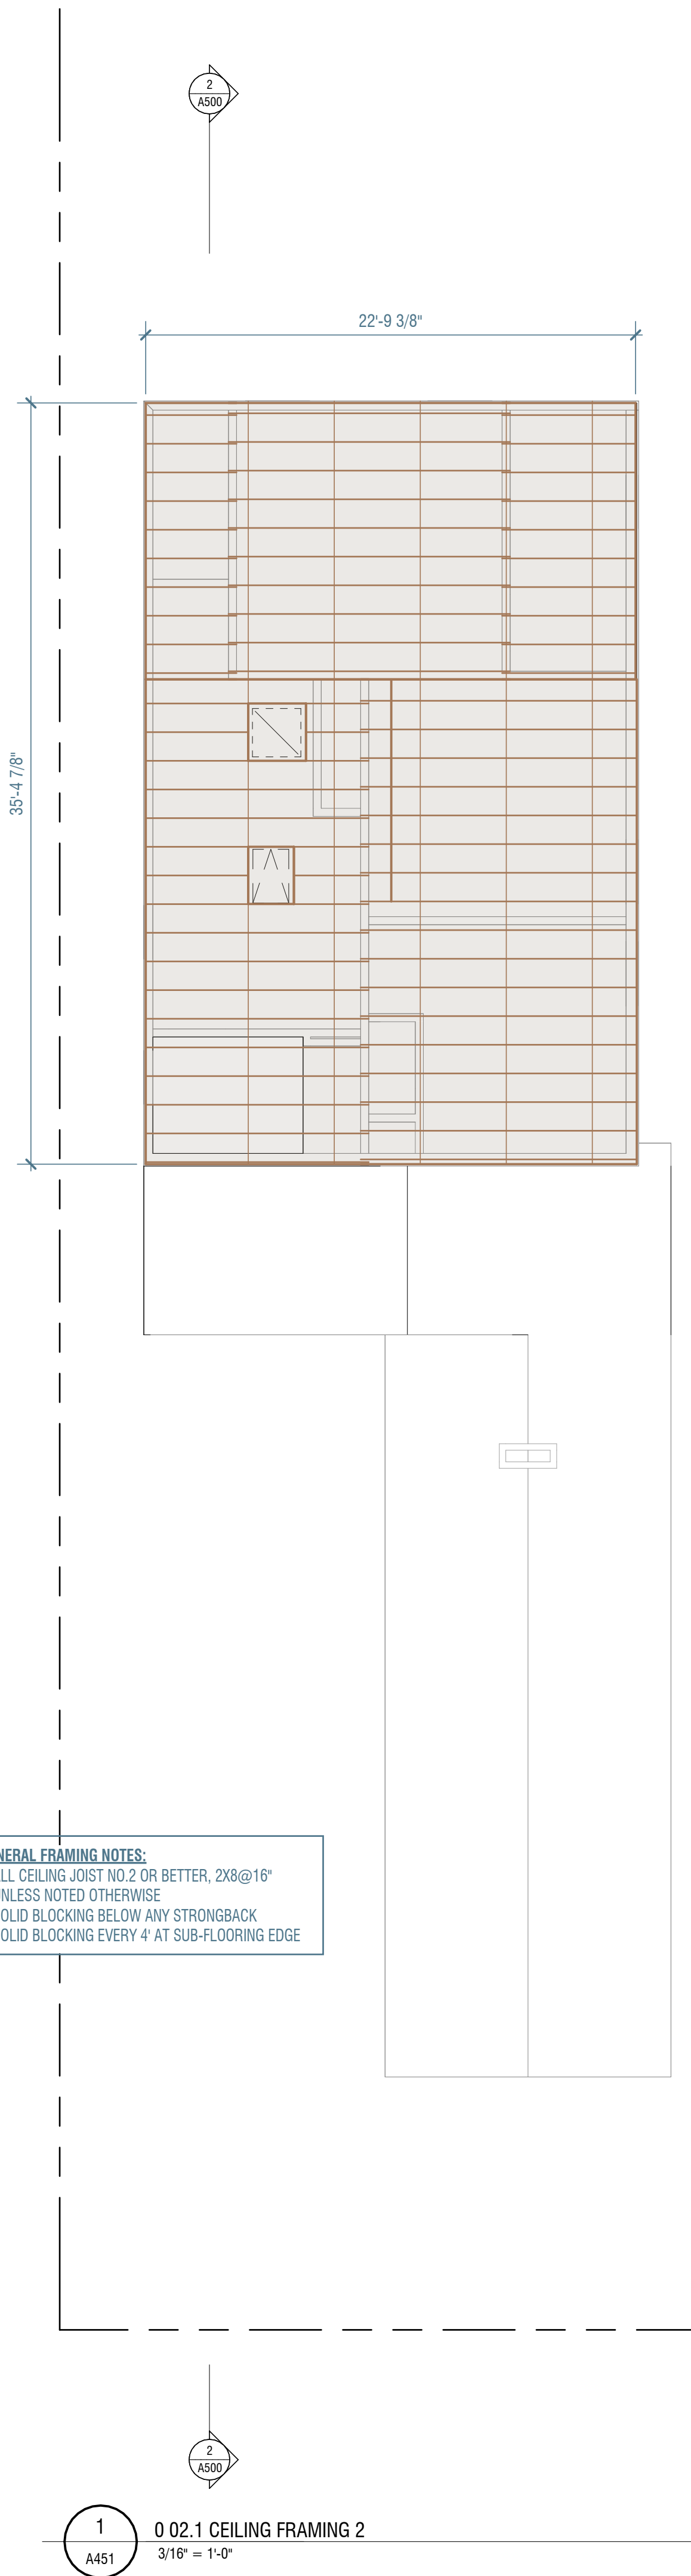 2
A500
22'-9 3/8"
35'-4 7/8"
NERAL FRAMING NOTES:
LL CEILING JOIST NO.2 OR BETTER, 2X8@16"
NLESS NOTED OTHERWISE
OLID BLOCKING BELOW ANY STRONGBACK
OLID BLOCKING EVERY 4' AT SUB-FLOORING EDGE
2
A500
1
A451
0 02.1 CEILING FRAMING 2
3/16" = 1'-0"